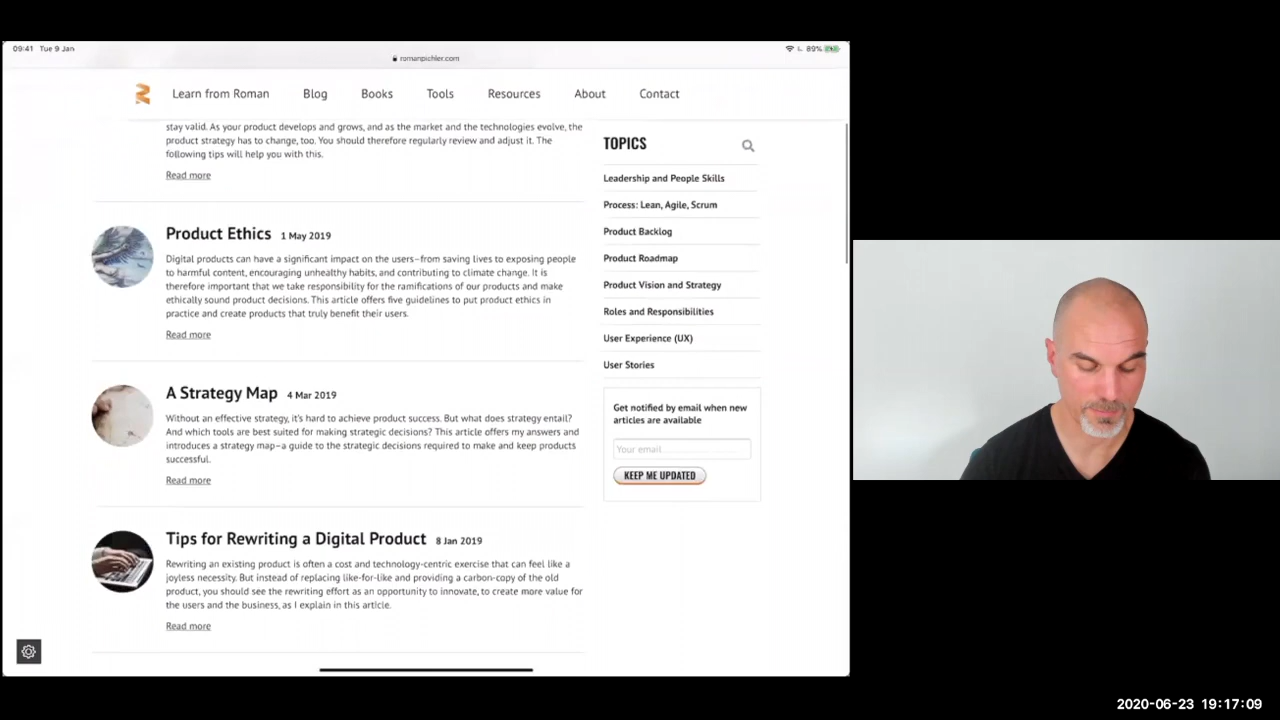 09:41 Tue 9 Jan
89%
romanpichler.com
Learn from Roman Blog Books Tools Resources About Contact
stay valid. As your product develops and grows, and as the market and the technologies evolve, the
product strategy has to change, too. You should therefore regularly review and adjust it. The
following tips will help you with this.
Read more
Product Ethics 1 May 2019
Digital products can have a significant impact on the users–from saving lives to exposing people
to harmful content, encouraging unhealthy habits, and contributing to climate change. It is
therefore important that we take responsibility for the ramifications of our products and make
ethically sound product decisions. This article offers five guidelines to put product ethics in
practice and create products that truly benefit their users.
Read more
A Strategy Map 4 Mar 2019
Without an effective strategy, it's hard to achieve product success. But what does strategy entail?
And which tools are best suited for making strategic decisions? This article offers my answers and
introduces a strategy map–a guide to the strategic decisions required to make and keep products
successful.
Read more
Tips for Rewriting a Digital Product 8 Jan 2019
Rewriting an existing product is often a cost and technology-centric exercise that can feel like a
joyless necessity. But instead of replacing like-for-like and providing a carbon-copy of the old
product, you should see the rewriting effort as an opportunity to innovate, to create more value for
the users and the business, as I explain in this article.
Read more
TOPICS
Leadership and People Skills
Process: Lean, Agile, Scrum
Product Backlog
Product Roadmap
Product Vision and Strategy
Roles and Responsibilities
User Experience (UX)
User Stories
Get notified by email when new
articles are available
Your email
KEEP ME UPDATED
2020-06-23 19:17:09